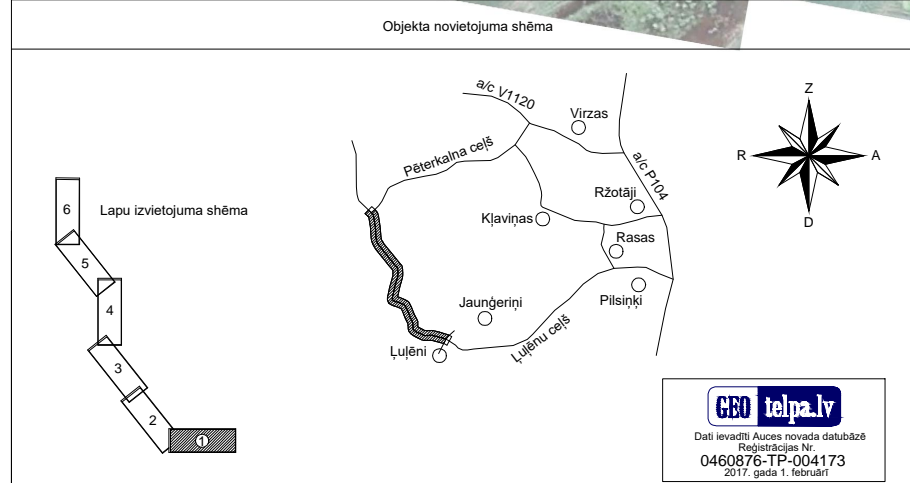 Objekta novietojuma shēma
a/c V1120
Virzas
Pēterkalna ceļš
a/c P104
Ržotāji
Kļaviņas
Rasas
Pilsiņķi
Jaunģeriņi
Ļuļēnu ceļš
Ļuļēni
Z
R
A
D
Lapu izvietojuma shēma
6
5
4
3
2
1
GEO telpa.lv
Dati ievadīti Auces novada datubāzē
Reģistrācijas Nr.
0460876-TP-004173
2017. gada 1. februārī